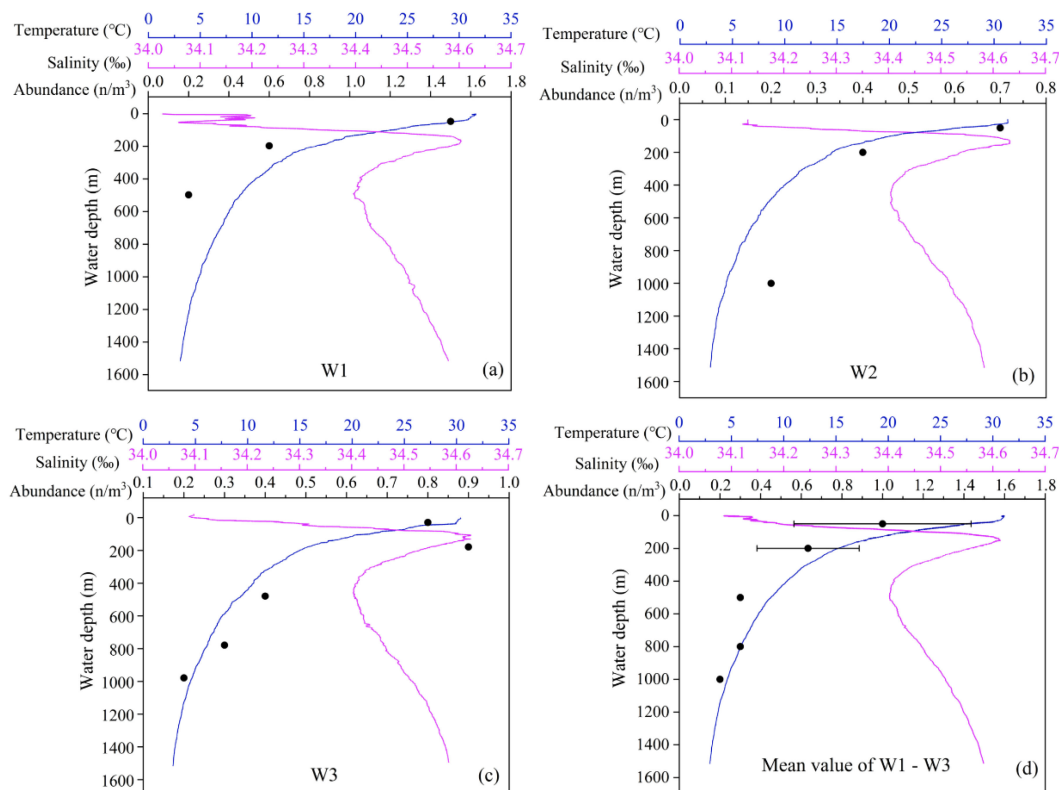 0 5 10 15 20 25 30 35
Temperature (℃)
34.0 34.1 34.2 34.3 34.4 34.5 34.6 34.7
Salinity (‰)
0.0 0.2 0.4 0.6 0.8 1.0 1.2 1.4 1.6 1.8
Abundance (n/m³)
0
200
400
600
800
1000
1200
1400
1600
Water depth (m)
W1
(a)
0 5 10 15 20 25 30 35
Temperature (℃)
34.0 34.1 34.2 34.3 34.4 34.5 34.6 34.7
Salinity (‰)
0.0 0.1 0.2 0.3 0.4 0.5 0.6 0.7 0.8
Abundance (n/m³)
0
200
400
600
800
1000
1200
1400
1600
Water depth (m)
W2
(b)
0 5 10 15 20 25 30 35
Temperature (℃)
34.0 34.1 34.2 34.3 34.4 34.5 34.6 34.7
Salinity (‰)
0.1 0.2 0.3 0.4 0.5 0.6 0.7 0.8 0.9 1.0
Abundance (n/m³)
0
200
400
600
800
1000
1200
1400
1600
Water depth (m)
W3
(c)
0 5 10 15 20 25 30 35
Temperature (℃)
34.0 34.1 34.2 34.3 34.4 34.5 34.6 34.7
Salinity (‰)
0.0 0.2 0.4 0.6 0.8 1.0 1.2 1.4 1.6 1.8
Abundance (n/m³)
0
200
400
600
800
1000
1200
1400
1600
Water depth (m)
Mean value of W1 - W3
(d)